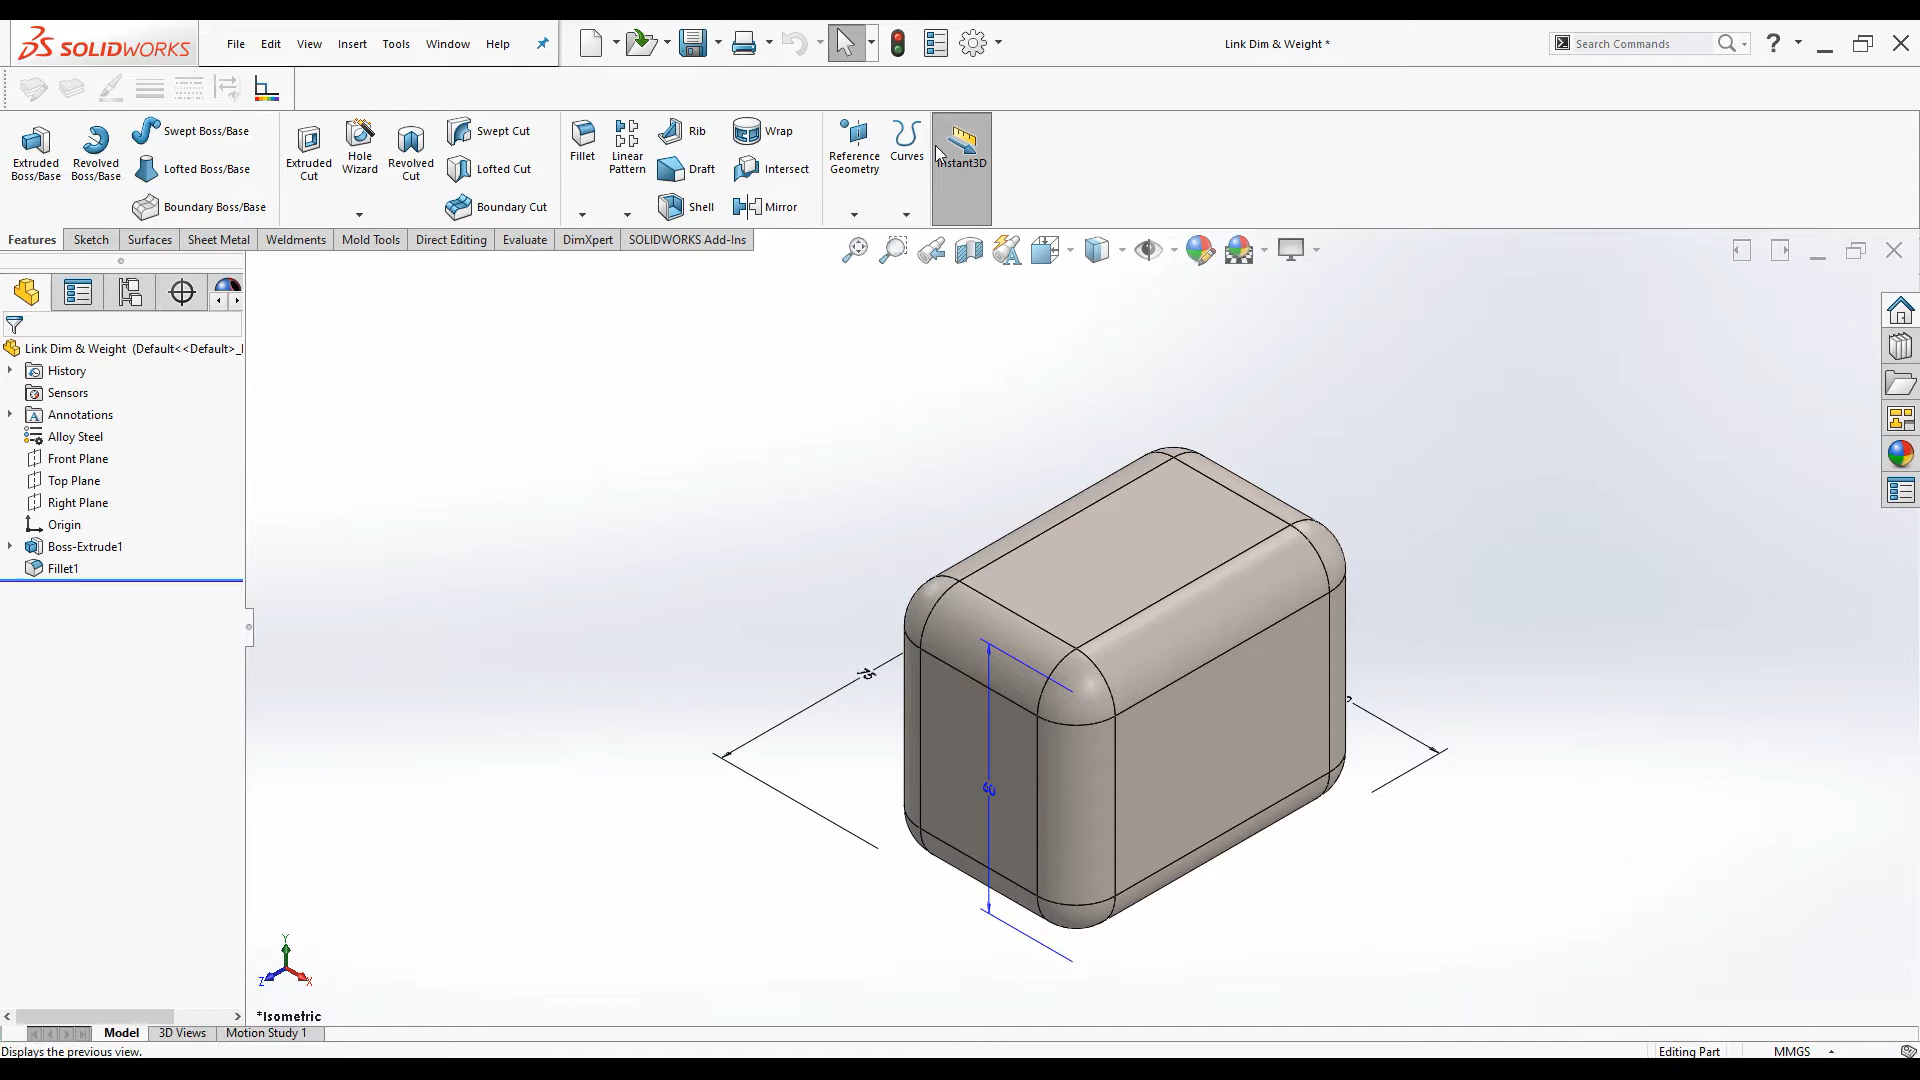 SOLIDWORKS
File Edit View Insert Tools Window Help
Link Dim & Weight *
Search Commands
Extruded Boss/Base
Revolved Boss/Base
Swept Boss/Base
Lofted Boss/Base
Boundary Boss/Base
Extruded Cut
Hole Wizard
Revolved Cut
Swept Cut
Lofted Cut
Boundary Cut
Fillet
Linear Pattern
Rib
Draft
Shell
Wrap
Intersect
Mirror
Reference Geometry
Curves
Instant3D
Features Sketch Surfaces Sheet Metal Weldments Mold Tools Direct Editing Evaluate DimXpert SOLIDWORKS Add-Ins
Link Dim & Weight (Default<<Default>_
History
Sensors
Annotations
Alloy Steel
Front Plane
Top Plane
Right Plane
Origin
Boss-Extrude1
Fillet1
75
60
Y
Z
X
*Isometric
Model 3D Views Motion Study 1
Displays the previous view.
Editing Part
MMGS